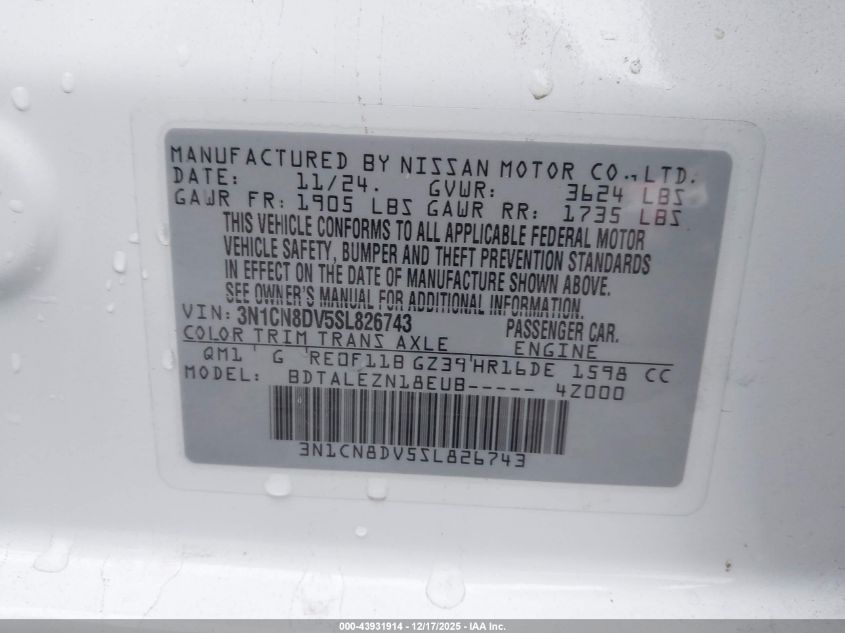 MANUFACTURED BY NISSAN MOTOR CO.,LTD.
DATE: 11/24. GVWR: 3624 LBS
GAWR FR: 1905 LBS GAWR RR: 1735 LBS
THIS VEHICLE CONFORMS TO ALL APPLICABLE FEDERAL MOTOR
VEHICLE SAFETY, BUMPER AND THEFT PREVENTION STANDARDS
IN EFFECT ON THE DATE OF MANUFACTURE SHOWN ABOVE.
SEE OWNER'S MANUAL FOR ADDITIONAL INFORMATION.
VIN: 3N1CN8DV5SL826743 PASSENGER CAR.
COLOR TRIM TRANS AXLE ENGINE
QM1 ' G 'RE0F11B GZ39'HR16DE 1598 CC
MODEL: BDTALEZN18EUB----- 4Z000
3N1CN8DV5SL826743
000-43931914 - 12/17/2025 - IAA Inc.